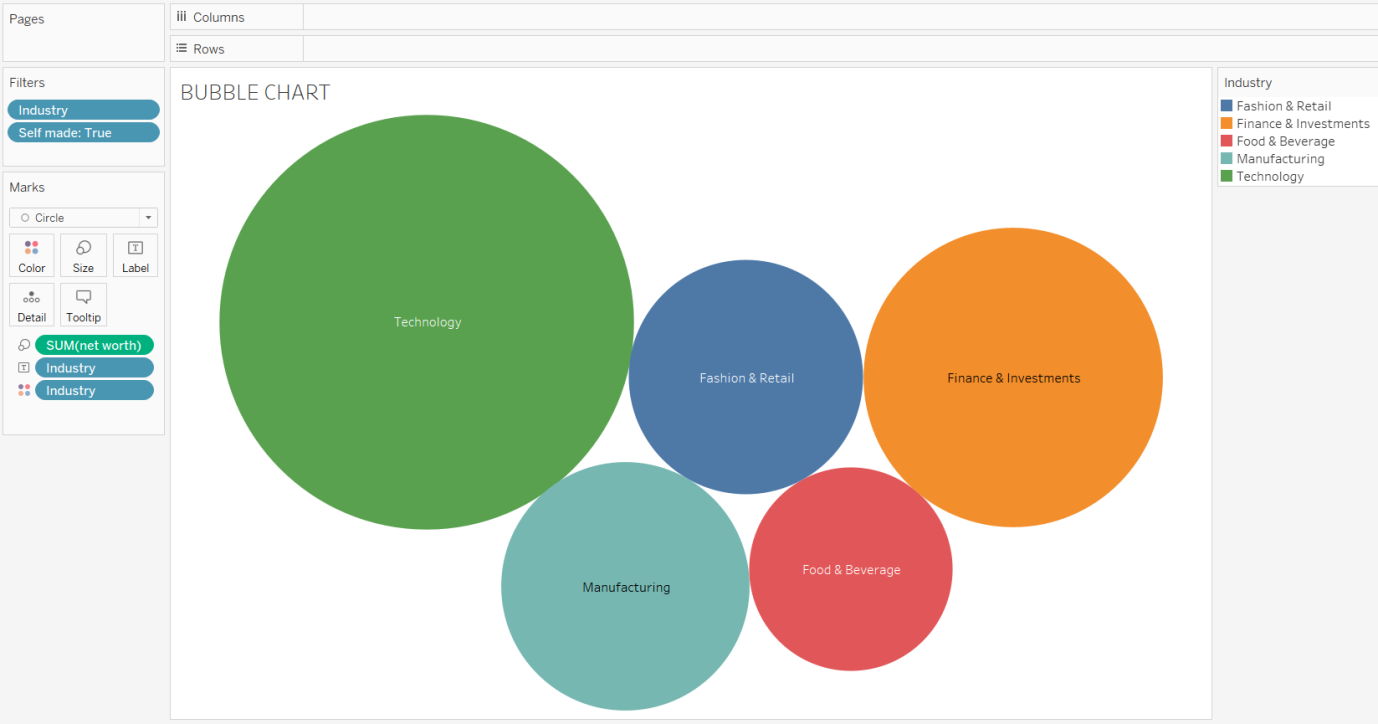 Pages
Columns
Rows
Filters
Industry
Self made: True
Marks
Circle
Color
Size
Label
Detail
Tooltip
SUM(net worth)
Industry
Industry
BUBBLE CHART
Technology
Fashion & Retail
Finance & Investments
Manufacturing
Food & Beverage
Industry
Fashion & Retail
Finance & Investments
Food & Beverage
Manufacturing
Technology